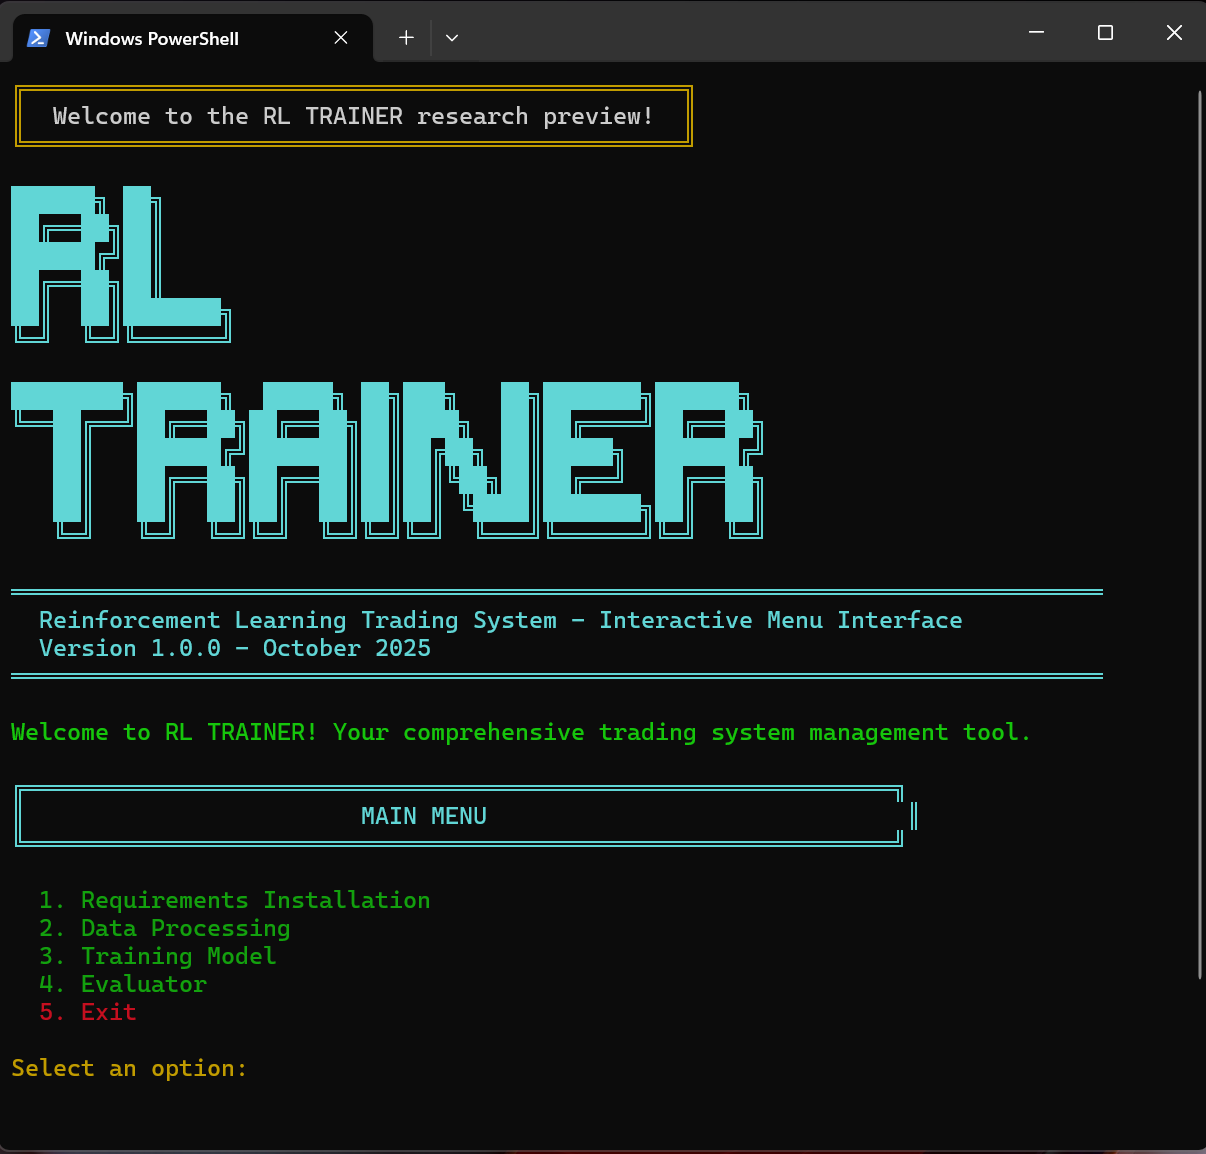 Windows PowerShell
Welcome to the RL TRAINER research preview!
RL
TRAINER
Reinforcement Learning Trading System - Interactive Menu Interface
Version 1.0.0 - October 2025
Welcome to RL TRAINER! Your comprehensive trading system management tool.
MAIN MENU
1. Requirements Installation
2. Data Processing
3. Training Model
4. Evaluator
5. Exit
Select an option: